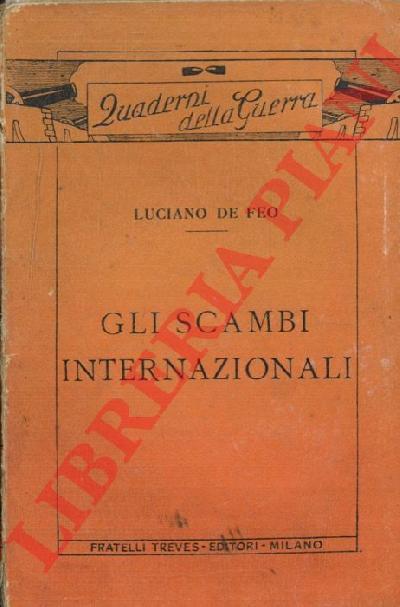 Quaderni
della Guerra
LUCIANO DE FEO
GLI SCAMBI
INTERNAZIONALI
FRATELLI TREVES - EDITORI - MILANO
LIBRERIA PIANI